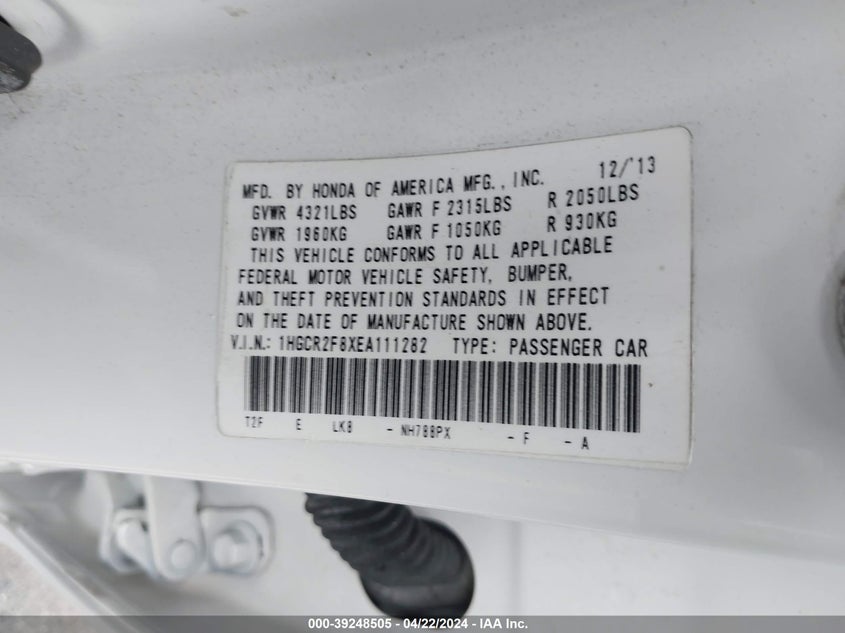 MFD. BY HONDA OF AMERICA MFG., INC. 12/'13
GVWR 4321LBS GAWR F 2315LBS R 2050LBS
GVWR 1960KG GAWR F 1050KG R 930KG
THIS VEHICLE CONFORMS TO ALL APPLICABLE
FEDERAL MOTOR VEHICLE SAFETY, BUMPER,
AND THEFT PREVENTION STANDARDS IN EFFECT
ON THE DATE OF MANUFACTURE SHOWN ABOVE.
V.I.N.: 1HGCR2F8XEA111282 TYPE: PASSENGER CAR
T2F E LKB - NH788PX - F - A
000-39248505 - 04/22/2024 - IAA Inc.